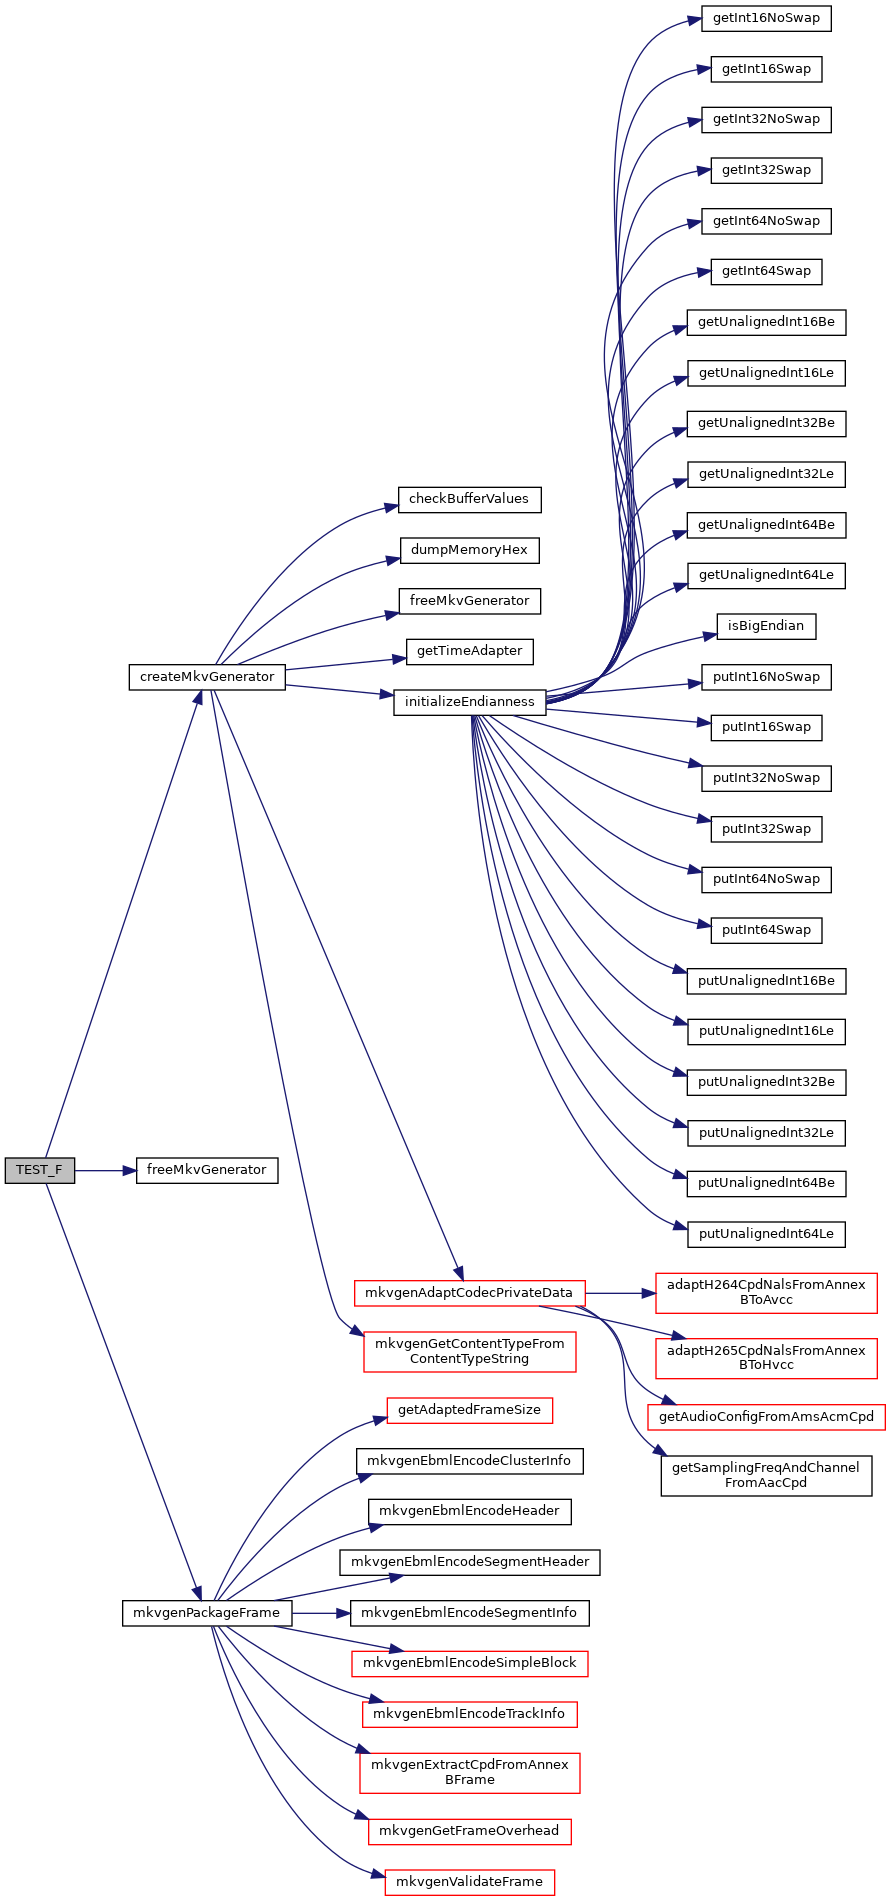 getInt16NoSwap
getInt16Swap
getInt32NoSwap
getInt32Swap
getInt64NoSwap
getInt64Swap
getUnalignedInt16Be
getUnalignedInt16Le
getUnalignedInt32Be
getUnalignedInt32Le
getUnalignedInt64Be
getUnalignedInt64Le
checkBufferValues
dumpMemoryHex
freeMkvGenerator
getTimeAdapter
createMkvGenerator
initializeEndianness
isBigEndian
putInt16NoSwap
putInt16Swap
putInt32NoSwap
putInt32Swap
putInt64NoSwap
putInt64Swap
putUnalignedInt16Be
putUnalignedInt16Le
putUnalignedInt32Be
putUnalignedInt32Le
putUnalignedInt64Be
putUnalignedInt64Le
TEST_F
freeMkvGenerator
mkvgenAdaptCodecPrivateData
adaptH264CpdNalsFromAnnex
BToAvcc
mkvgenGetContentTypeFrom
ContentTypeString
adaptH265CpdNalsFromAnnex
BToHvcc
getAudioConfigFromAmsAcmCpd
getSamplingFreqAndChannel
FromAacCpd
getAdaptedFrameSize
mkvgenEbmlEncodeClusterInfo
mkvgenEbmlEncodeHeader
mkvgenEbmlEncodeSegmentHeader
mkvgenPackageFrame
mkvgenEbmlEncodeSegmentInfo
mkvgenEbmlEncodeSimpleBlock
mkvgenEbmlEncodeTrackInfo
mkvgenExtractCpdFromAnnex
BFrame
mkvgenGetFrameOverhead
mkvgenValidateFrame